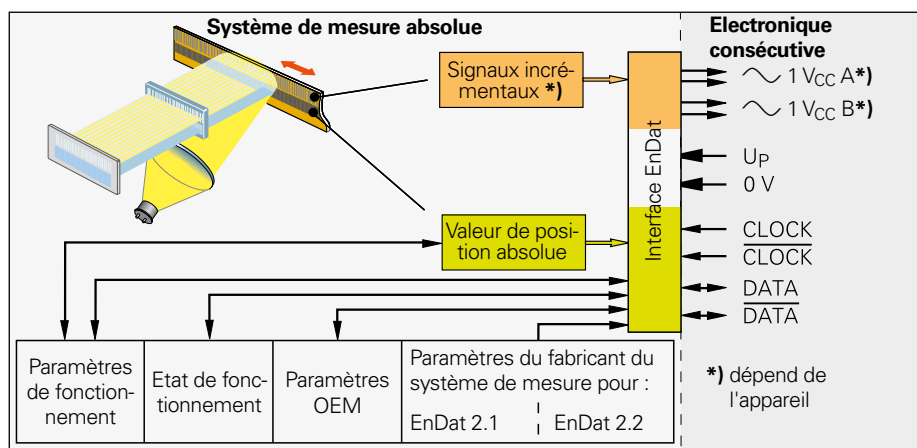 Système de mesure absolue
Electronique
consécutive
Signaux incré-
mentaux *)
Valeur de posi-
tion absolue
Interface EnDat
1 VCC A*)
1 VCC B*)
UP
0 V
CLOCK
CLOCK
DATA
DATA
*) dépend de
l'appareil
Paramètres
de fonction-
nement
Etat de fonc-
tionnement
Paramètres
OEM
Paramètres du fabricant du
système de mesure pour :
EnDat 2.1
EnDat 2.2